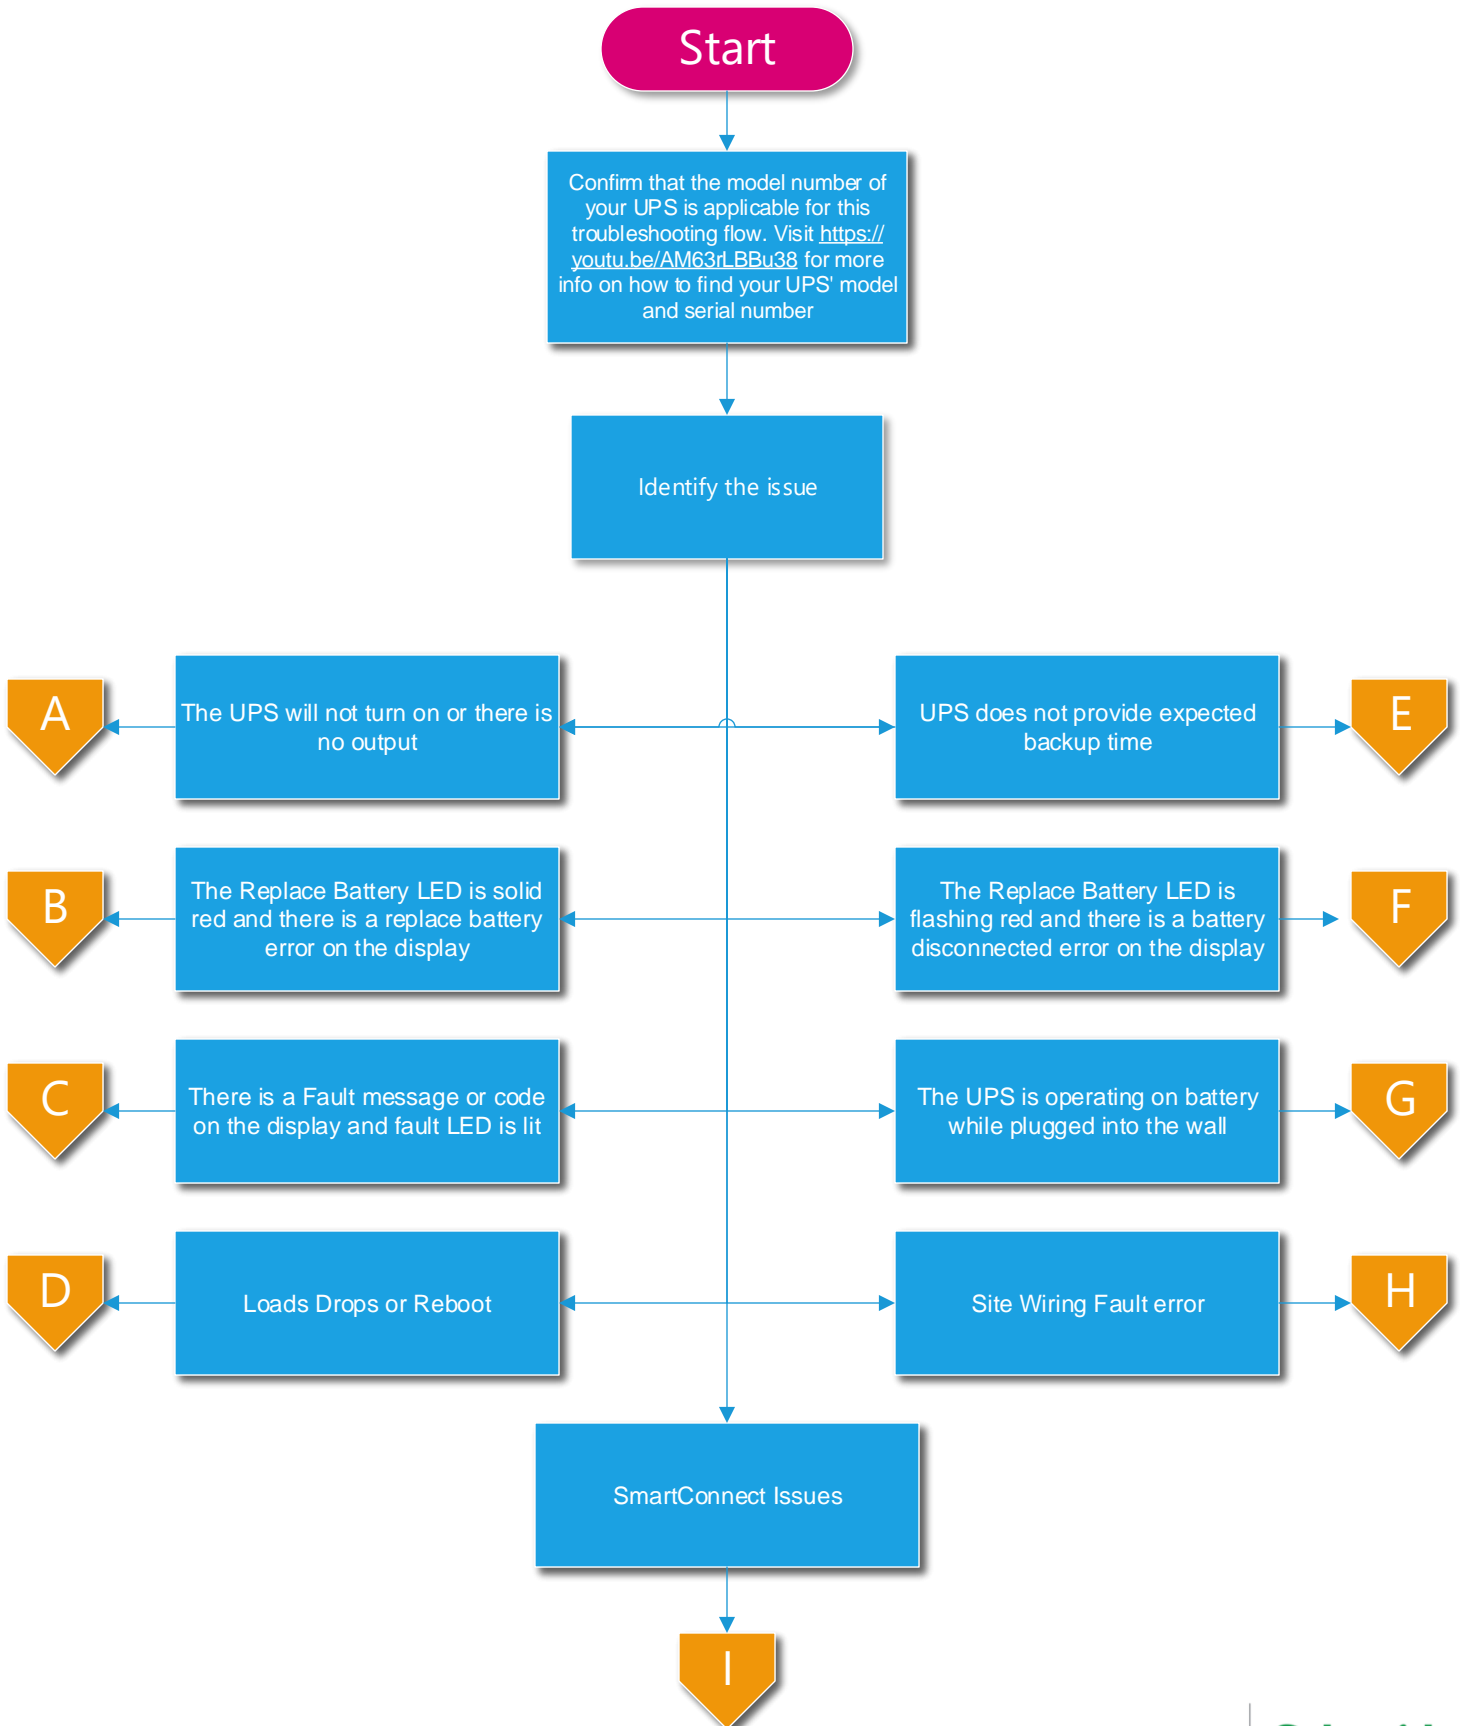 Start
Confirm that the model number of
your UPS is applicable for this
troubleshooting flow. Visit https://
youtu.be/AM63rLBBu38 for more
info on how to find your UPS' model
and serial number
Identify the issue
A
The UPS will not turn on or there is
no output
UPS does not provide expected
backup time
E
B
The Replace Battery LED is solid
red and there is a replace battery
error on the display
The Replace Battery LED is
flashing red and there is a battery
disconnected error on the display
F
C
There is a Fault message or code
on the display and fault LED is lit
The UPS is operating on battery
while plugged into the wall
G
D
Loads Drops or Reboot
Site Wiring Fault error
H
SmartConnect Issues
I